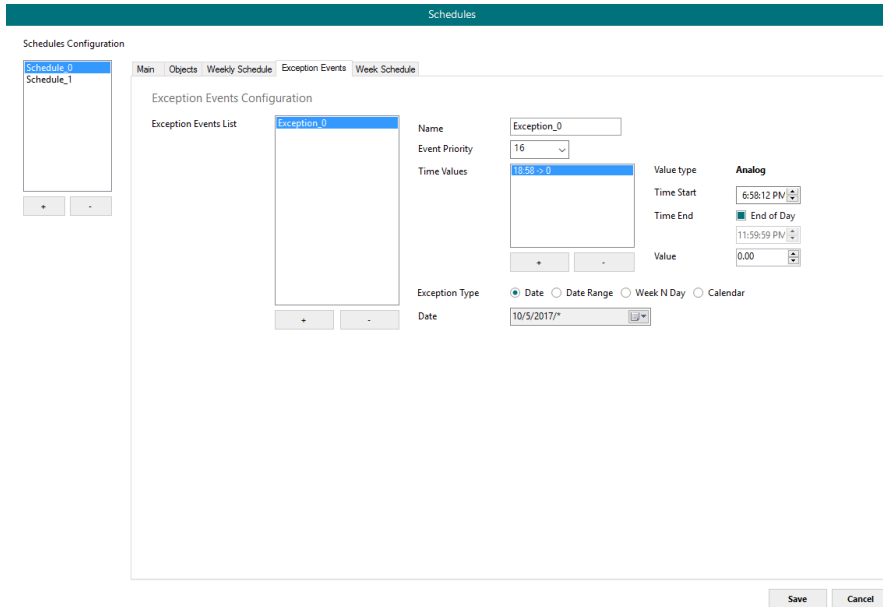 Schedules
Schedules Configuration
Schedule_0
Schedule_1
+ -
Main Objects Weekly Schedule Exception Events Week Schedule
Exception Events Configuration
Exception Events List
Exception_0
+ -
Name Exception_0
Event Priority 16
Time Values 18:58 -> 0
+ -
Value type Analog
Time Start 6:58:12 PM
Time End End of Day
11:59:59 PM
Value 0.00
Exception Type Date Date Range Week N Day Calendar
Date 10/5/2017/*
Save Cancel